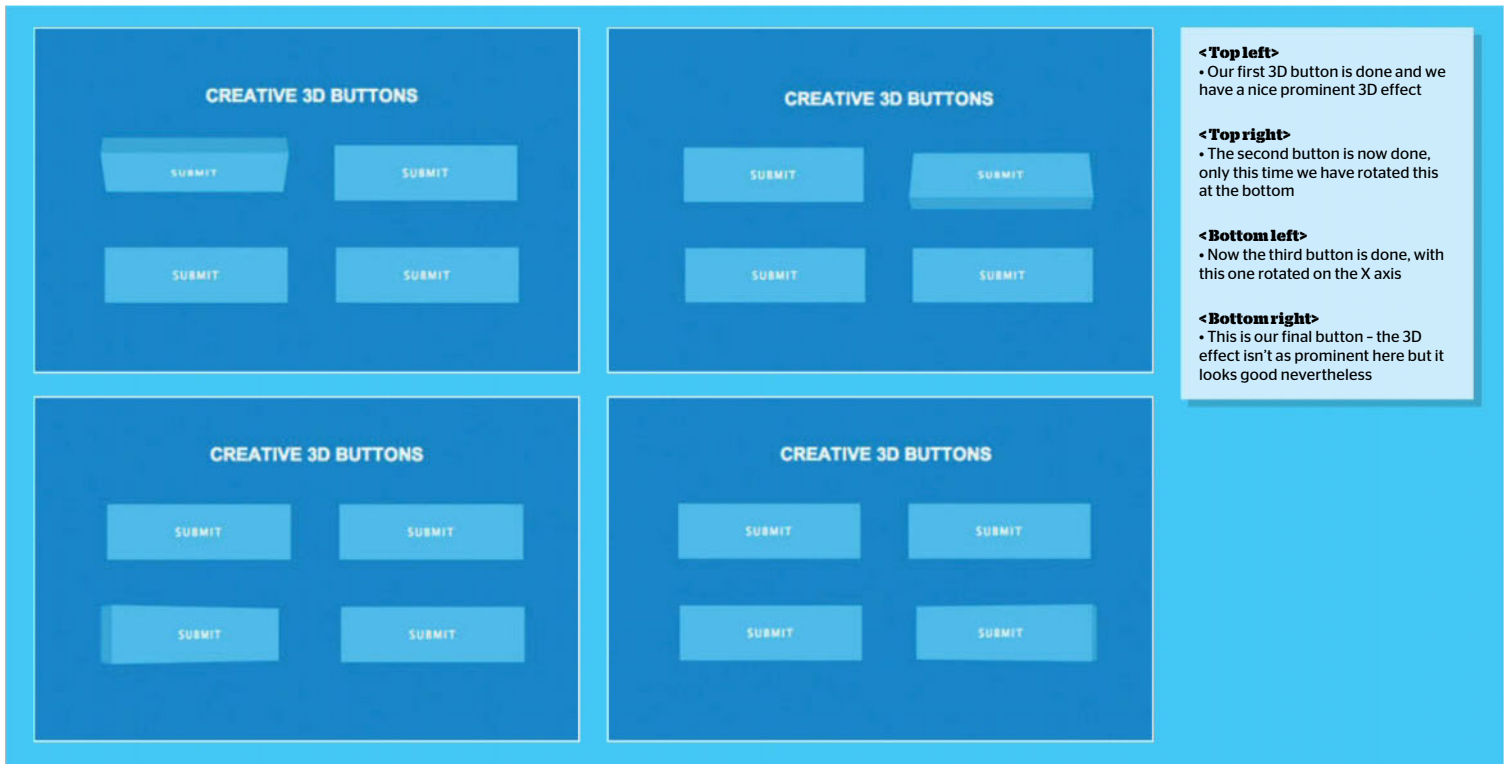 CREATIVE 3D BUTTONS
SUBMIT SUBMIT
SUBMIT SUBMIT
CREATIVE 3D BUTTONS
SUBMIT SUBMIT
SUBMIT SUBMIT
CREATIVE 3D BUTTONS
SUBMIT SUBMIT
SUBMIT SUBMIT
CREATIVE 3D BUTTONS
SUBMIT SUBMIT
SUBMIT SUBMIT
<Top left>
• Our first 3D button is done and we
have a nice prominent 3D effect
<Top right>
• The second button is now done,
only this time we have rotated this
at the bottom
<Bottom left>
• Now the third button is done, with
this one rotated on the X axis
<Bottom right>
• This is our final button – the 3D
effect isn't as prominent here but it
looks good nevertheless